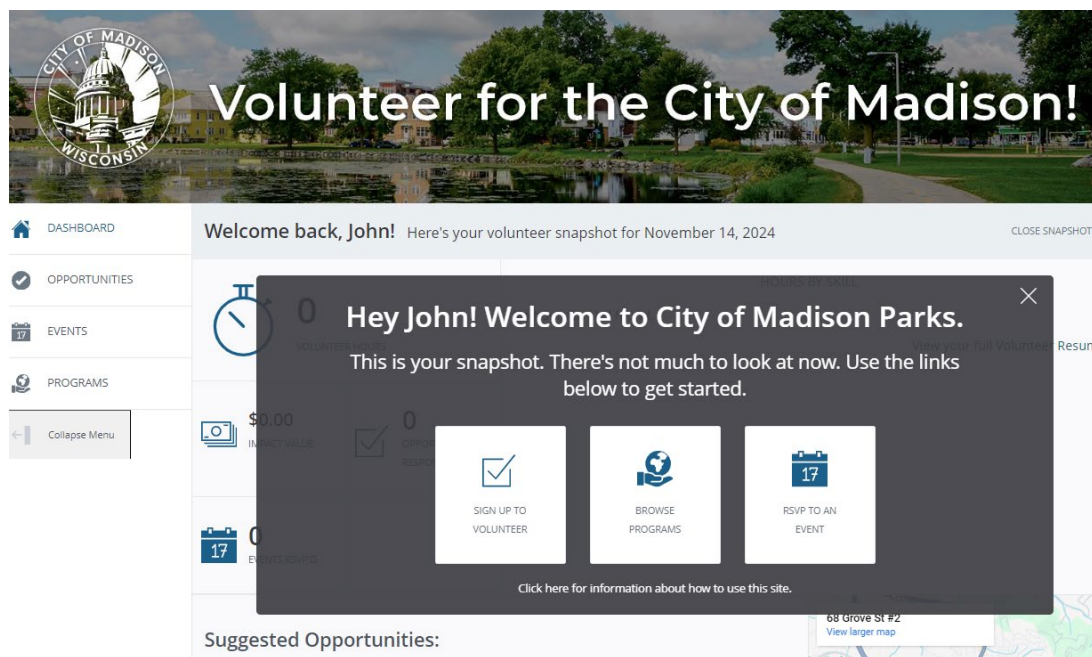 CITY OF MADISON
WISCONSIN
Volunteer for the City of Madison!
DASHBOARD
OPPORTUNITIES
17
EVENTS
PROGRAMS
Collapse Menu
Welcome back, John! Here's your volunteer snapshot for November 14, 2024
CLOSE SNAPSHOT
HOURS BY SKILL
0
VOLUNTEER HOURS
View your full Volunteer Resum
$0.00
IMPACT VALUE
0
OPPOR
RESPO
17
0
EVENTS RSVP'D
Hey John! Welcome to City of Madison Parks.
This is your snapshot. There's not much to look at now. Use the links
below to get started.
SIGN UP TO
VOLUNTEER
BROWSE
PROGRAMS
17
RSVP TO AN
EVENT
Click here for information about how to use this site.
Suggested Opportunities:
68 Grove St #2
View larger map